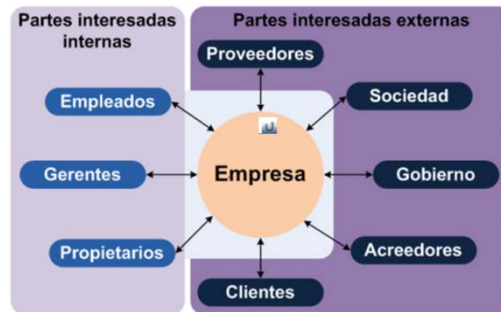 Partes interesadas
internas
Partes interesadas externas
Proveedores
Empleados
Sociedad
Gerentes
Empresa
Gobierno
Propietarios
Acreedores
Clientes